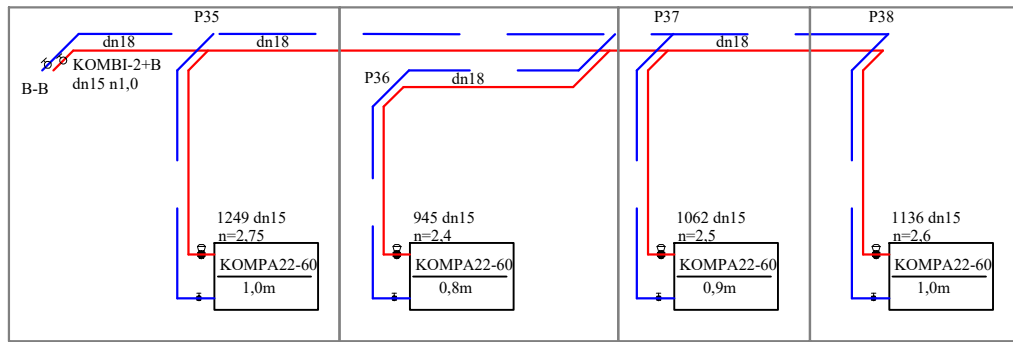 P35
P37
P38
dn18
dn18
dn18
KOMBI-2+B
dn15 n1,0
B-B
P36
dn18
1249 dn15
n=2,75
KOMPA22-60
1,0m
945 dn15
n=2,4
KOMPA22-60
0,8m
1062 dn15
n=2,5
KOMPA22-60
0,9m
1136 dn15
n=2,6
KOMPA22-60
1,0m